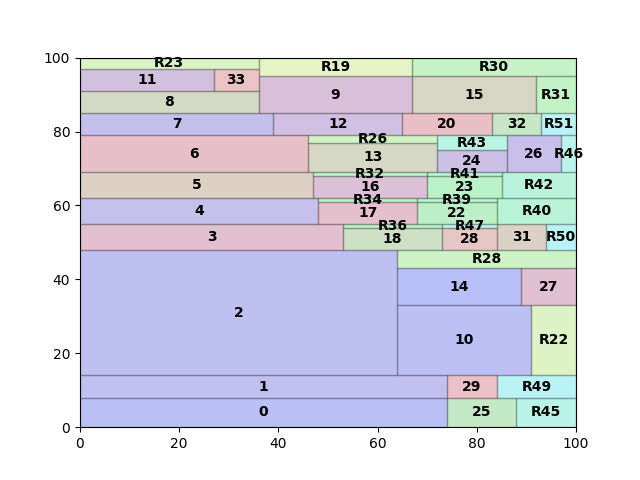 100
R23 R19 R30
11 33 9 15 R31
8
7 12 20 32 R51
80
R26 R43
6 13 24 26 R46
R32 R41
5 16 23 R42
60
R34 R39
4 17 22 R40
R36 R47
3 18 28 31 R50
40
R28
14 27
2 10 R22
20
1 29 R49
0 25 R45
0
0 20 40 60 80 100